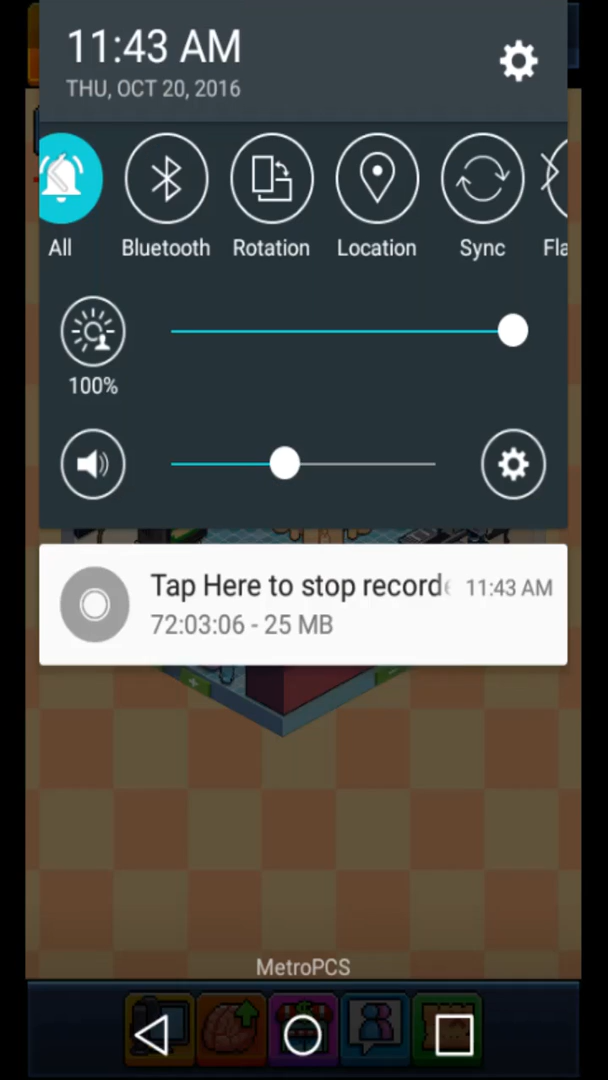 11:43 AM
THU, OCT 20, 2016
All Bluetooth Rotation Location Sync Fla
100%
Tap Here to stop record 11:43 AM
72:03:06 - 25 MB
MetroPCS